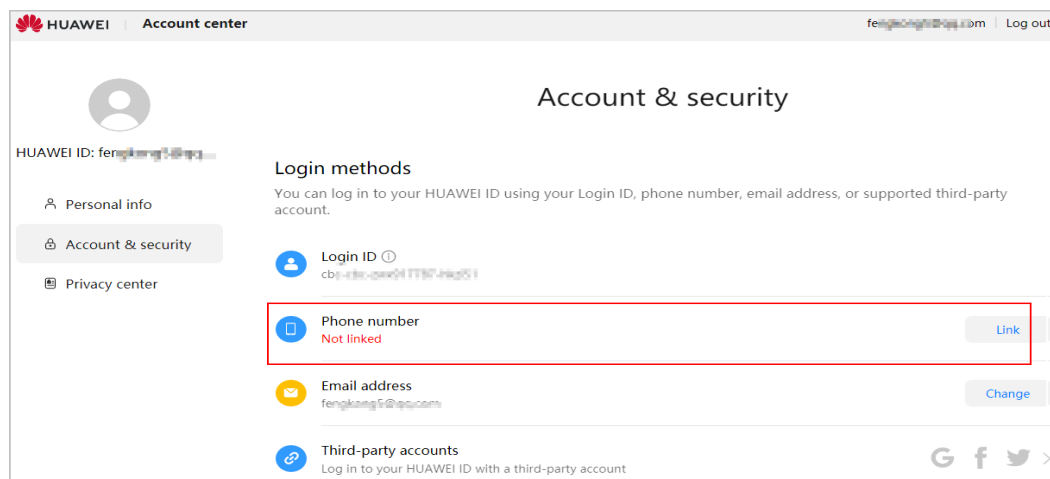 HUAWEI | Account center
Log out
Account & security
HUAWEI ID:
Login methods
You can log in to your HUAWEI ID using your Login ID, phone number, email address, or supported third-party
account.
Personal info
Account & security
Privacy center
Login ID
Phone number
Not linked
Link
Email address
Change
Third-party accounts
Log in to your HUAWEI ID with a third-party account